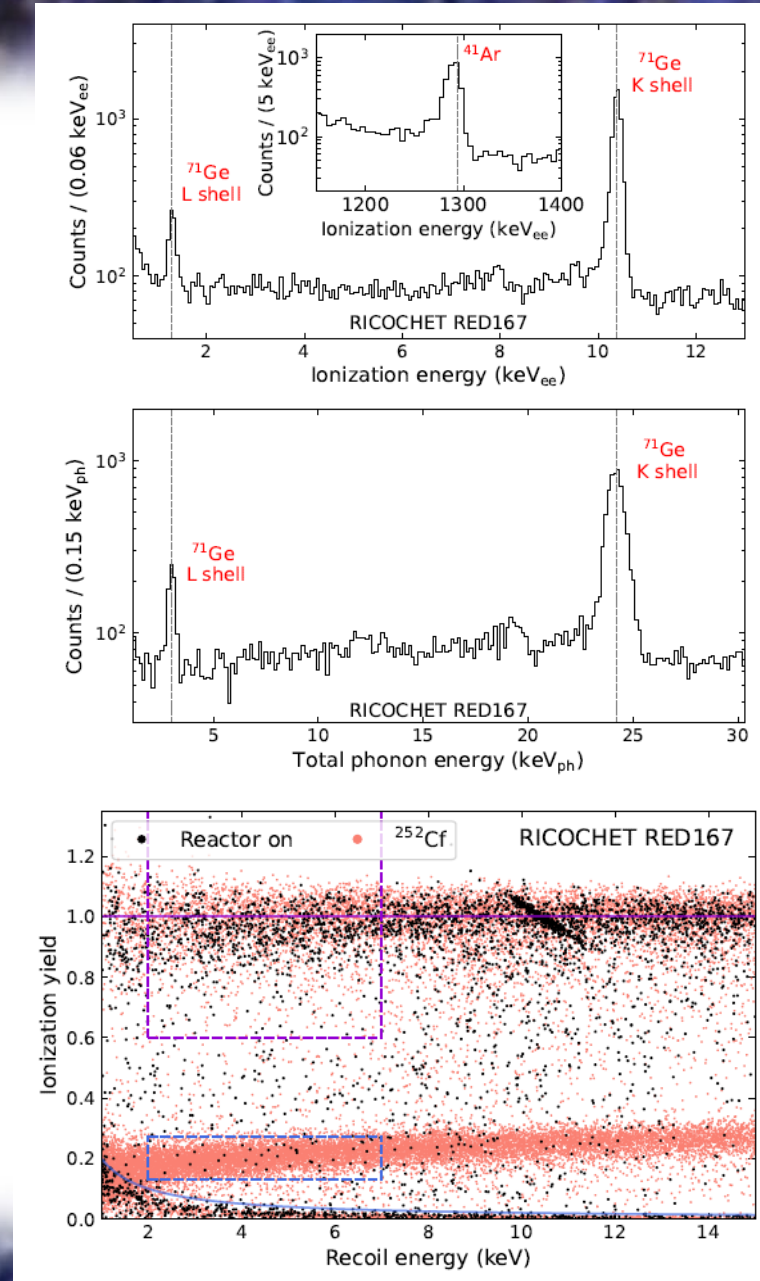 Counts / (0.06 keVee)
10³
10²
⁷¹Ge
L shell
Counts / (5 keVee)
10³
10²
⁴¹Ar
1200 1300 1400
Ionization energy (keVee)
⁷¹Ge
K shell
RICOCHET RED167
2 4 6 8 10 12
Ionization energy (keVee)
Counts / (0.15 keVph)
10³
10²
⁷¹Ge
L shell
⁷¹Ge
K shell
RICOCHET RED167
5 10 15 20 25 30
Total phonon energy (keVph)
Reactor on ²⁵²Cf RICOCHET RED167
Ionization yield
1.2
1.0
0.8
0.6
0.4
0.2
0.0
2 4 6 8 10 12 14
Recoil energy (keV)